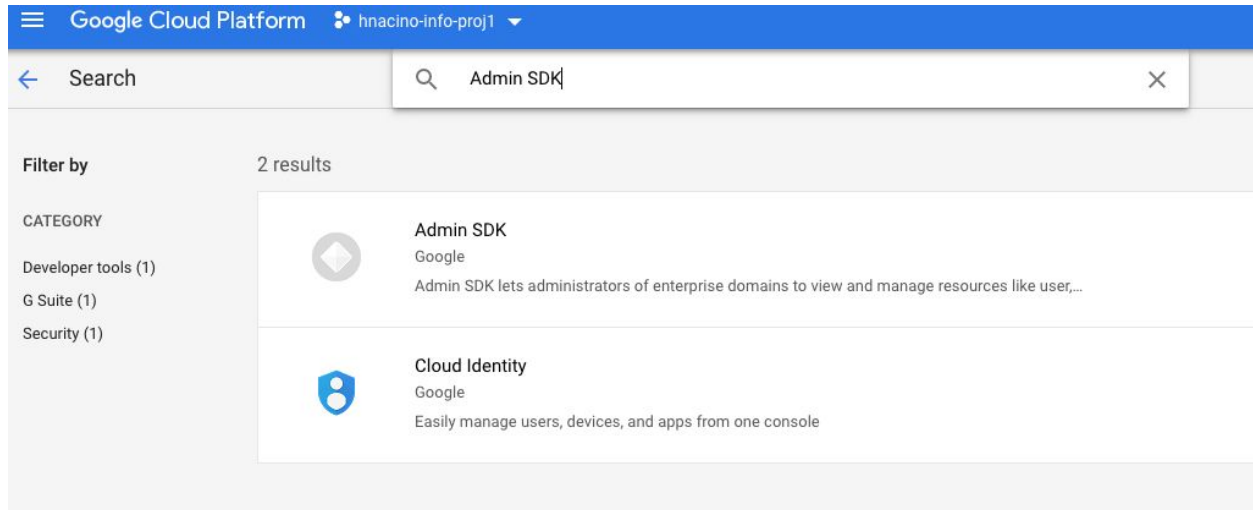 Google Cloud Platform hnacino-info-proj1
Search Admin SDK
Filter by
2 results
CATEGORY
Developer tools (1)
G Suite (1)
Security (1)
Admin SDK
Google
Admin SDK lets administrators of enterprise domains to view and manage resources like user,...
Cloud Identity
Google
Easily manage users, devices, and apps from one console